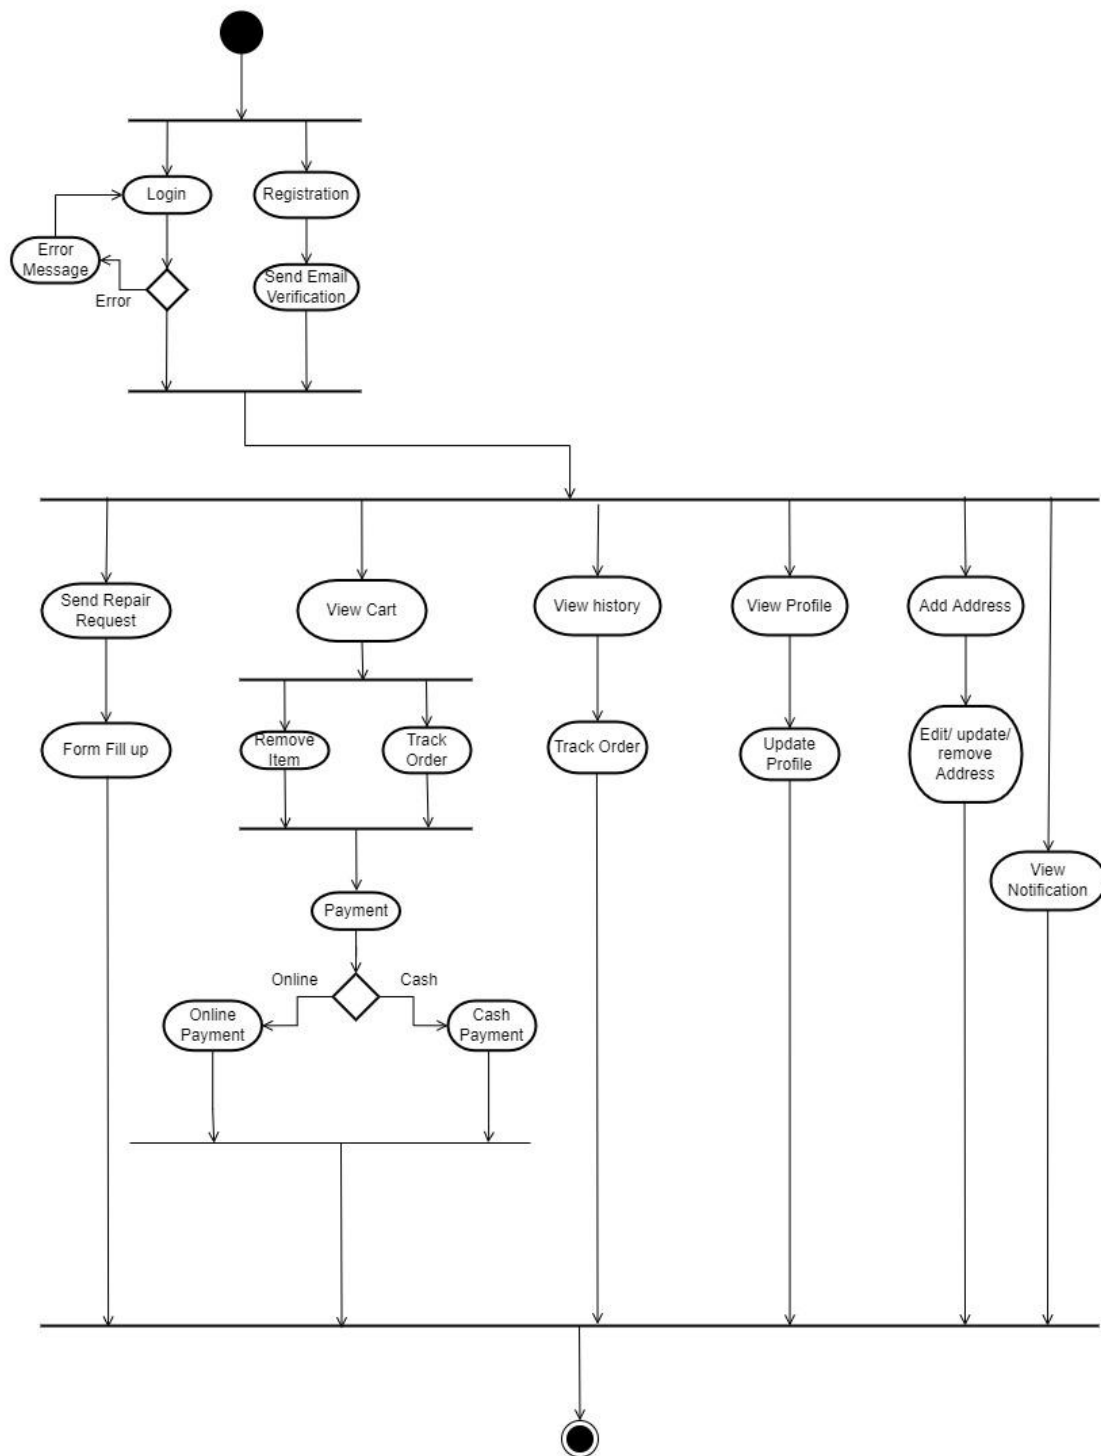 Login
Registration
Error
Message
Error
Send Email
Verification
Send Repair
Request
View Cart
View history
View Profile
Add Address
Form Fill up
Remove
Item
Track
Order
Track Order
Update
Profile
Edit/ update/
remove
Address
View
Notification
Payment
Online
Cash
Online
Payment
Cash
Payment